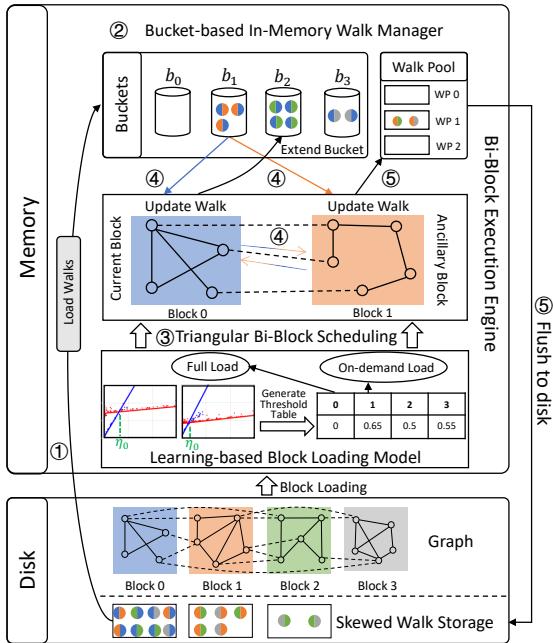 ② Bucket-based In-Memory Walk Manager
Memory
Buckets
b0
b1
b2
b3
Extend Bucket
Walk Pool
WP 0
WP 1
WP 2
Bi-Block Execution Engine
④
④
⑤
Load Walks
Current Block
Update Walk
Update Walk
④
Ancillary Block
Block 0
Block 1
③Triangular Bi-Block Scheduling
⑤ Flush to disk
Full Load
On-demand Load
η0
η0
Generate
Threshold
Table
0 1 2 3
0 0.65 0.5 0.55
Learning-based Block Loading Model
①
Block Loading
Disk
Graph
Block 0
Block 1
Block 2
Block 3
Skewed Walk Storage